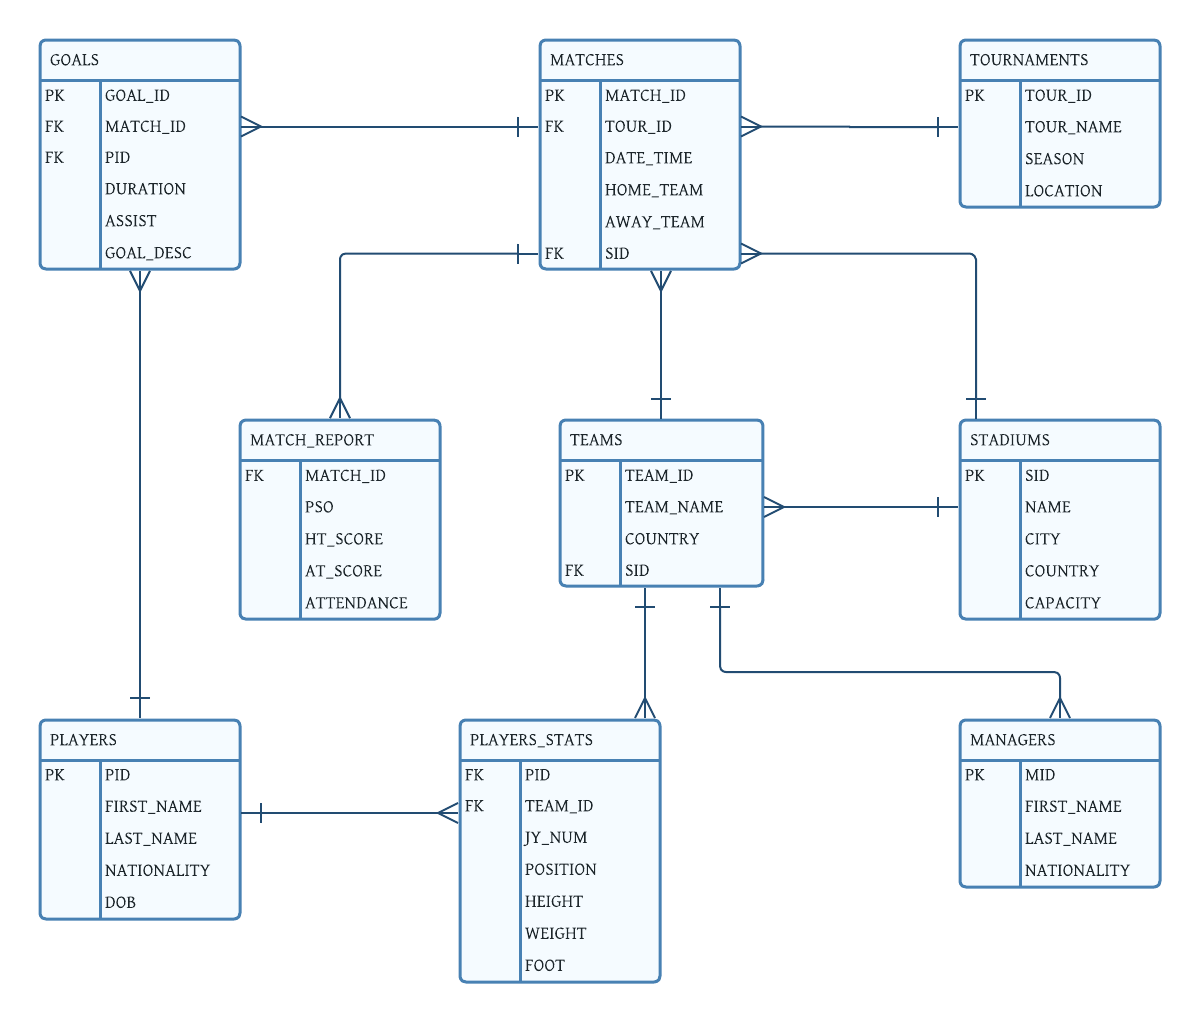 GOALS
PK GOAL_ID
FK MATCH_ID
FK PID
DURATION
ASSIST
GOAL_DESC
MATCHES
PK MATCH_ID
FK TOUR_ID
DATE_TIME
HOME_TEAM
AWAY_TEAM
FK SID
TOURNAMENTS
PK TOUR_ID
TOUR_NAME
SEASON
LOCATION
MATCH_REPORT
FK MATCH_ID
PSO
HT_SCORE
AT_SCORE
ATTENDANCE
TEAMS
PK TEAM_ID
TEAM_NAME
COUNTRY
FK SID
STADIUMS
PK SID
NAME
CITY
COUNTRY
CAPACITY
PLAYERS
PK PID
FIRST_NAME
LAST_NAME
NATIONALITY
DOB
PLAYERS_STATS
FK PID
FK TEAM_ID
JY_NUM
POSITION
HEIGHT
WEIGHT
FOOT
MANAGERS
PK MID
FIRST_NAME
LAST_NAME
NATIONALITY